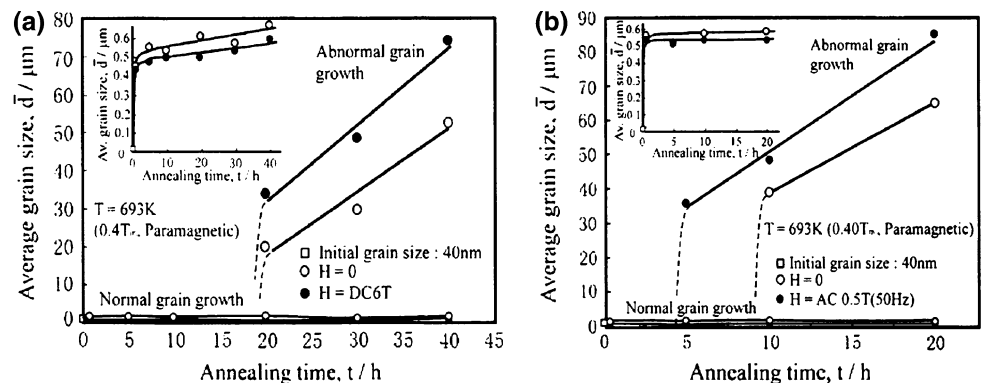 (a)
80
70
60
50
40
30
20
10
0
Average grain size, d̄ / µm
0.6
0.5
0.4
0.3
0.2
0.1
0
Av. grain size, d̄ / µm
0 10 20 30 40
Annealing time, t / h
Abnormal grain
growth
T = 693K
(0.4Tm, Paramagnetic)
Initial grain size : 40nm
H = 0
H = DC6T
Normal grain growth
0 5 10 15 20 25 30 35 40 45
Annealing time, t / h
(b)
90
80
70
60
50
40
30
20
10
0
Average grain size, d̄ / µm
0.6
0.5
0.4
0.3
0.2
0.1
0
Av. grain size, d̄ / µm
0 5 10 15 20
Annealing time, t / h
Abnormal grain
growth
T = 693K (0.40Tm, Paramagnetic)
Initial grain size : 40nm
H = 0
H = AC 0.5T(50Hz)
Normal grain growth
0 5 10 15 20
Annealing time, t / h